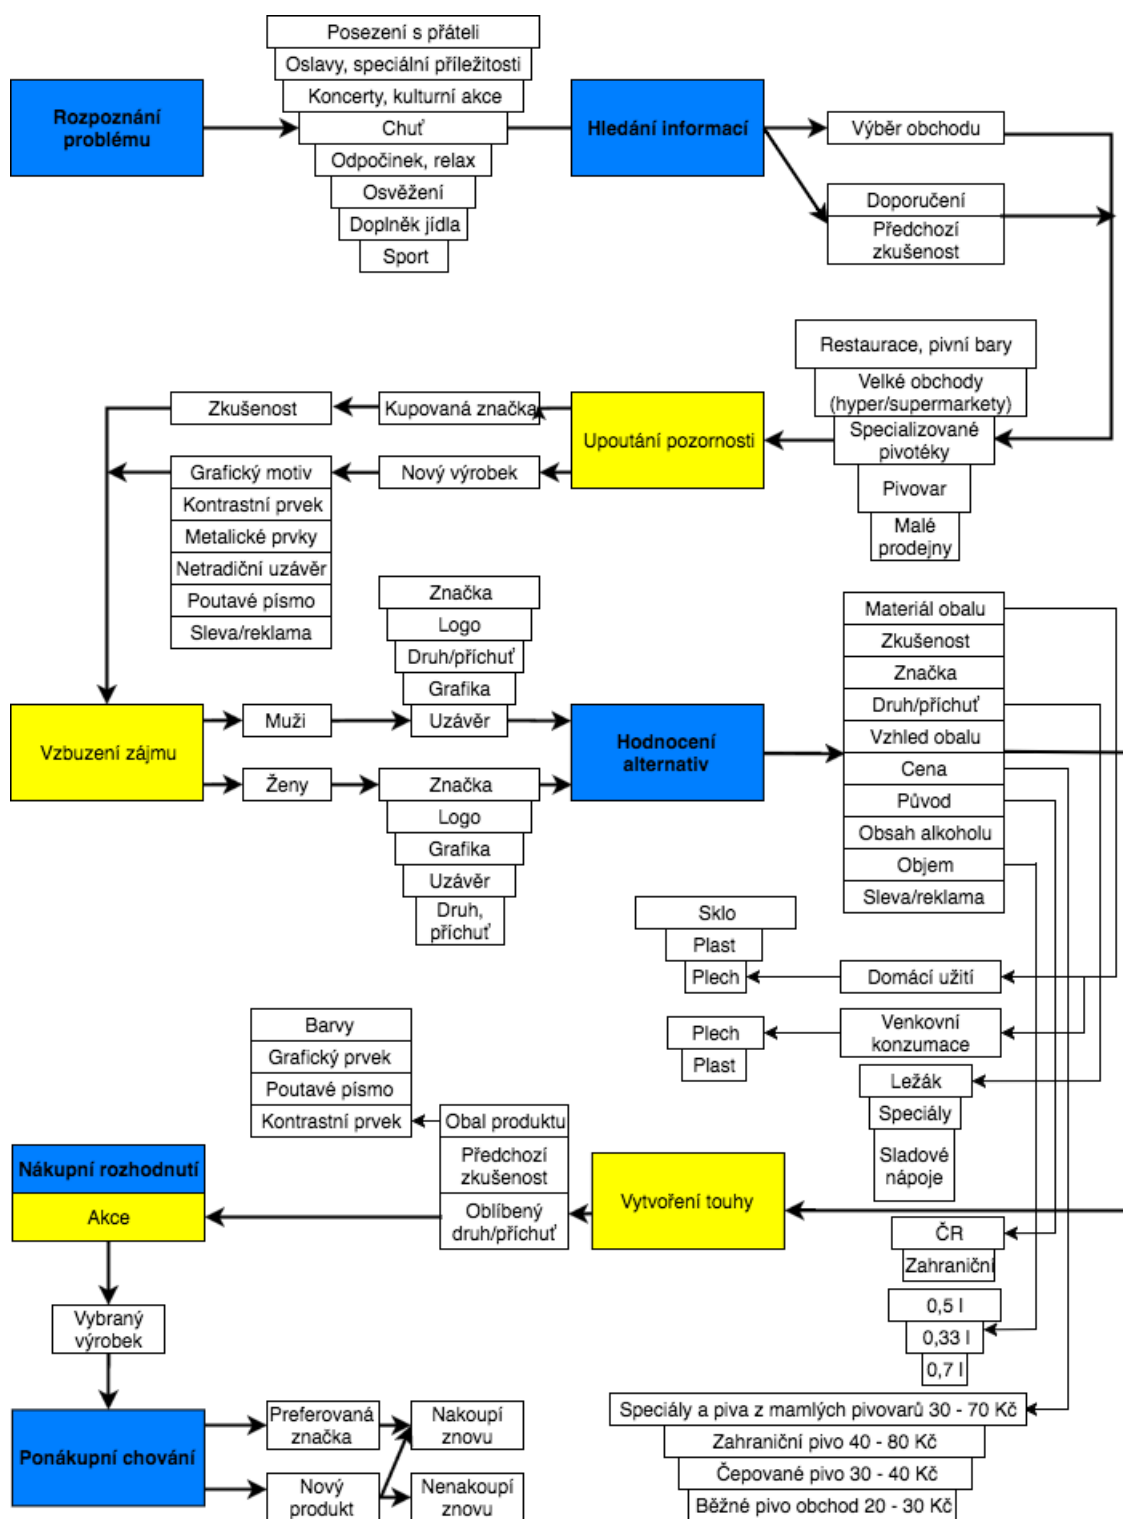 Posezení s přáteli
Oslavy, speciální příležitosti
Koncerty, kulturní akce
Chuť
Odpočinek, relax
Osvěžení
Doplněk jídla
Sport
Rozpoznání
problému
Hledání informací
Výběr obchodu
Doporučení
Předchozí
zkušenost
Restaurace, pivní bary
Velké obchody
(hyper/supermarkety)
Specializované
pivotéky
Pivovar
Malé
prodejny
Upoutání pozornosti
Kupovaná značka
Zkušenost
Nový výrobek
Grafický motiv
Kontrastní prvek
Metalické prvky
Netradiční uzávěr
Poutavé písmo
Sleva/reklama
Vzbuzení zájmu
Muži
Ženy
Značka
Logo
Druh/příchuť
Grafika
Uzávěr
Značka
Logo
Grafika
Uzávěr
Druh,
příchuť
Hodnocení
alternativ
Materiál obalu
Zkušenost
Značka
Druh/příchuť
Vzhled obalu
Cena
Původ
Obsah alkoholu
Objem
Sleva/reklama
Sklo
Plast
Plech
Domácí užití
Plech
Plast
Venkovní
konzumace
Ležák
Speciály
Sladové
nápoje
ČR
Zahraniční
0,5 l
0,33 l
0,7 l
Speciály a piva z mamlých pivovarů 30 - 70 Kč
Zahraniční pivo 40 - 80 Kč
Čepované pivo 30 - 40 Kč
Běžné pivo obchod 20 - 30 Kč
Vytvoření touhy
Obal produktu
Předchozí
zkušenost
Oblíbený
druh/příchuť
Barvy
Grafický prvek
Poutavé písmo
Kontrastní prvek
Nákupní rozhodnutí
Akce
Vybraný
výrobek
Ponákupní chování
Preferovaná
značka
Nový
produkt
Nakoupí
znovu
Nenakoupí
znovu